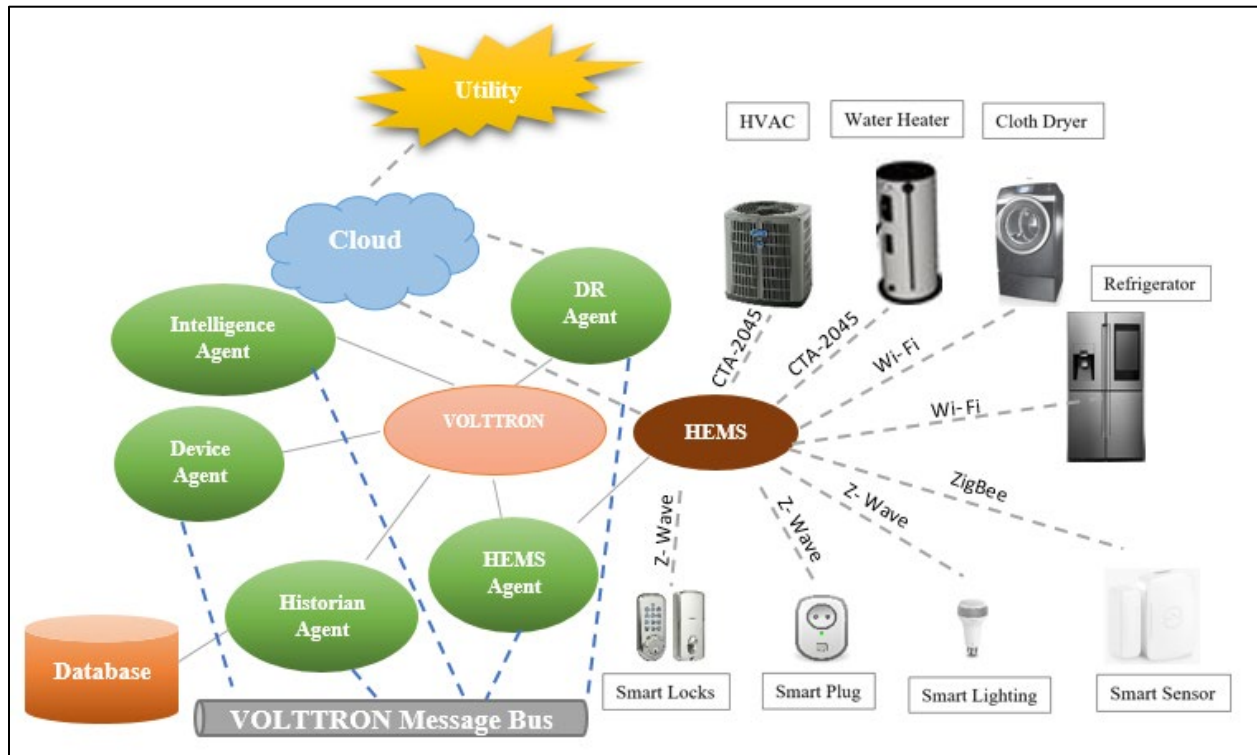 Utility
HVAC
Water Heater
Cloth Dryer
Cloud
DR
Agent
Refrigerator
Intelligence
Agent
CTA-2045
CTA-2045
Wi-Fi
Wi-Fi
VOLTTRON
HEMS
Device
Agent
ZigBee
Z- Wave
Z- Wave
Z- Wave
HEMS
Agent
Historian
Agent
Database
Smart Locks
Smart Plug
Smart Lighting
Smart Sensor
VOLTTRON Message Bus